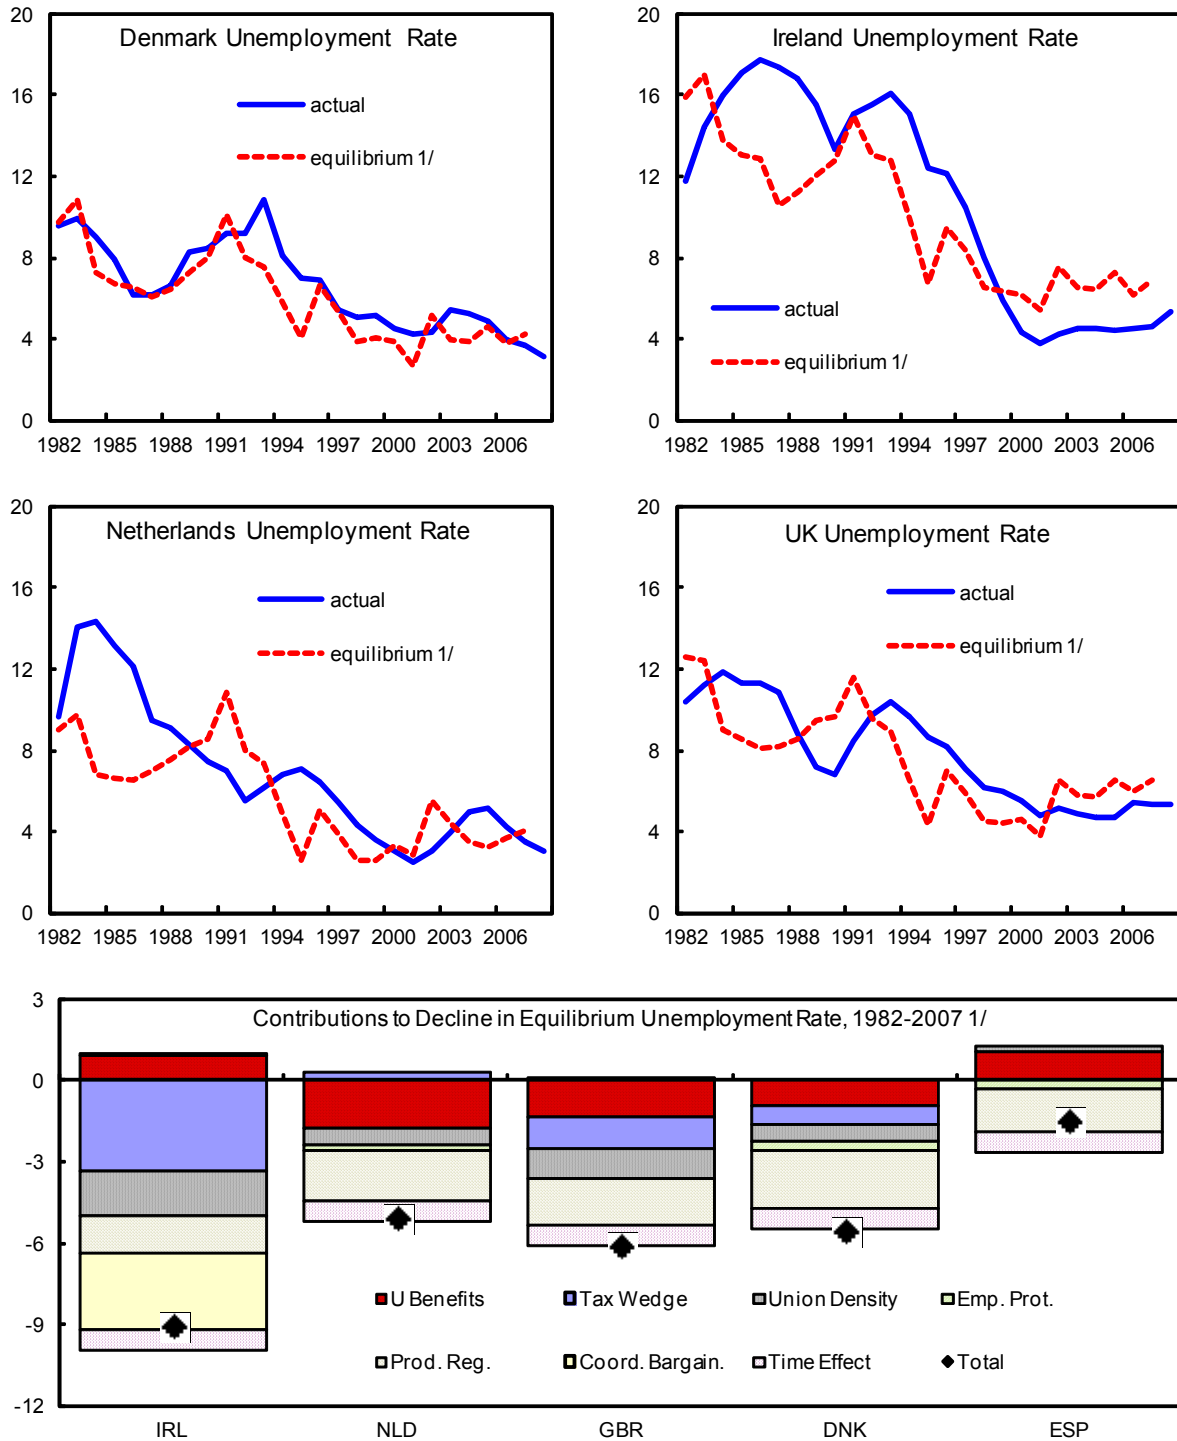 Denmark Unemployment Rate
20
16
12
8
4
0
actual
equilibrium 1/
1982 1985 1988 1991 1994 1997 2000 2003 2006
Ireland Unemployment Rate
20
16
12
8
4
0
actual
equilibrium 1/
1982 1985 1988 1991 1994 1997 2000 2003 2006
Netherlands Unemployment Rate
20
16
12
8
4
0
actual
equilibrium 1/
1982 1985 1988 1991 1994 1997 2000 2003 2006
UK Unemployment Rate
20
16
12
8
4
0
actual
equilibrium 1/
1982 1985 1988 1991 1994 1997 2000 2003 2006
Contributions to Decline in Equilibrium Unemployment Rate, 1982-2007 1/
3
0
-3
-6
-9
-12
U Benefits Tax Wedge Union Density Emp. Prot.
Prod. Reg. Coord. Bargain. Time Effect Total
IRL NLD GBR DNK ESP